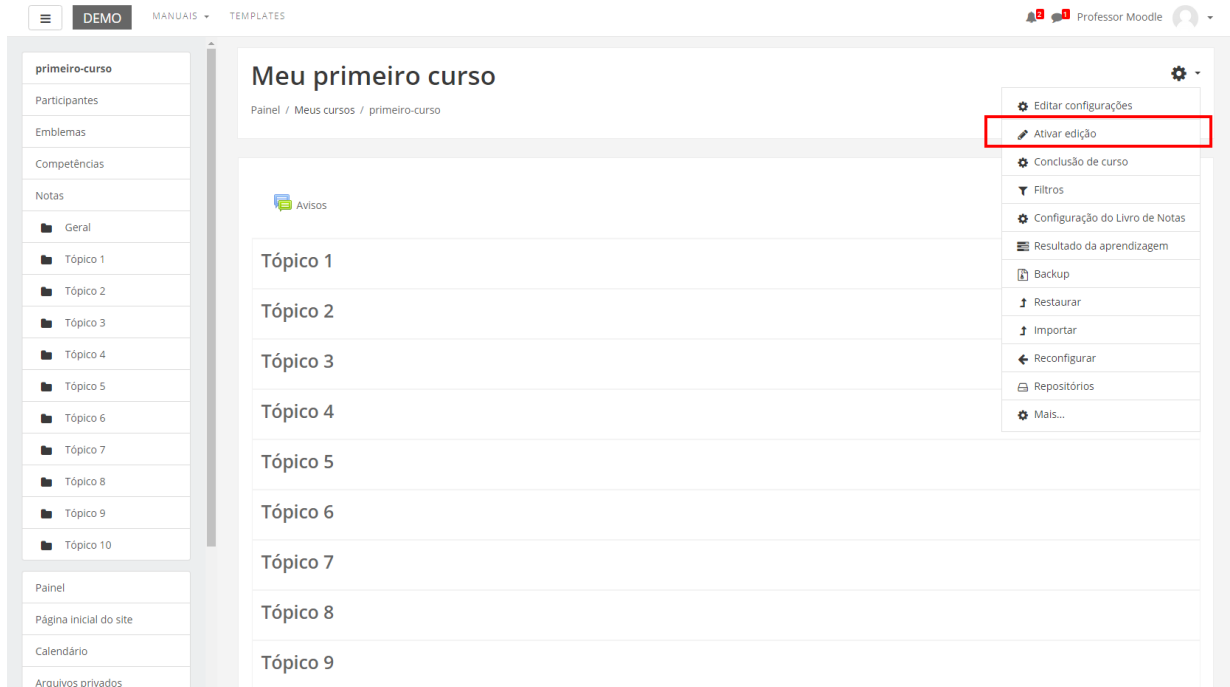 DEMO MANUAIS TEMPLATES 2 1 Professor Moodle
primeiro-curso
Participantes
Emblemas
Competências
Notas
Geral
Tópico 1
Tópico 2
Tópico 3
Tópico 4
Tópico 5
Tópico 6
Tópico 7
Tópico 8
Tópico 9
Tópico 10
Painel
Página inicial do site
Calendário
Arquivos privados
Meu primeiro curso
Painel / Meus cursos / primeiro-curso
Avisos
Tópico 1
Tópico 2
Tópico 3
Tópico 4
Tópico 5
Tópico 6
Tópico 7
Tópico 8
Tópico 9
Editar configurações
Ativar edição
Conclusão de curso
Filtros
Configuração do Livro de Notas
Resultado da aprendizagem
Backup
Restaurar
Importar
Reconfigurar
Repositórios
Mais...